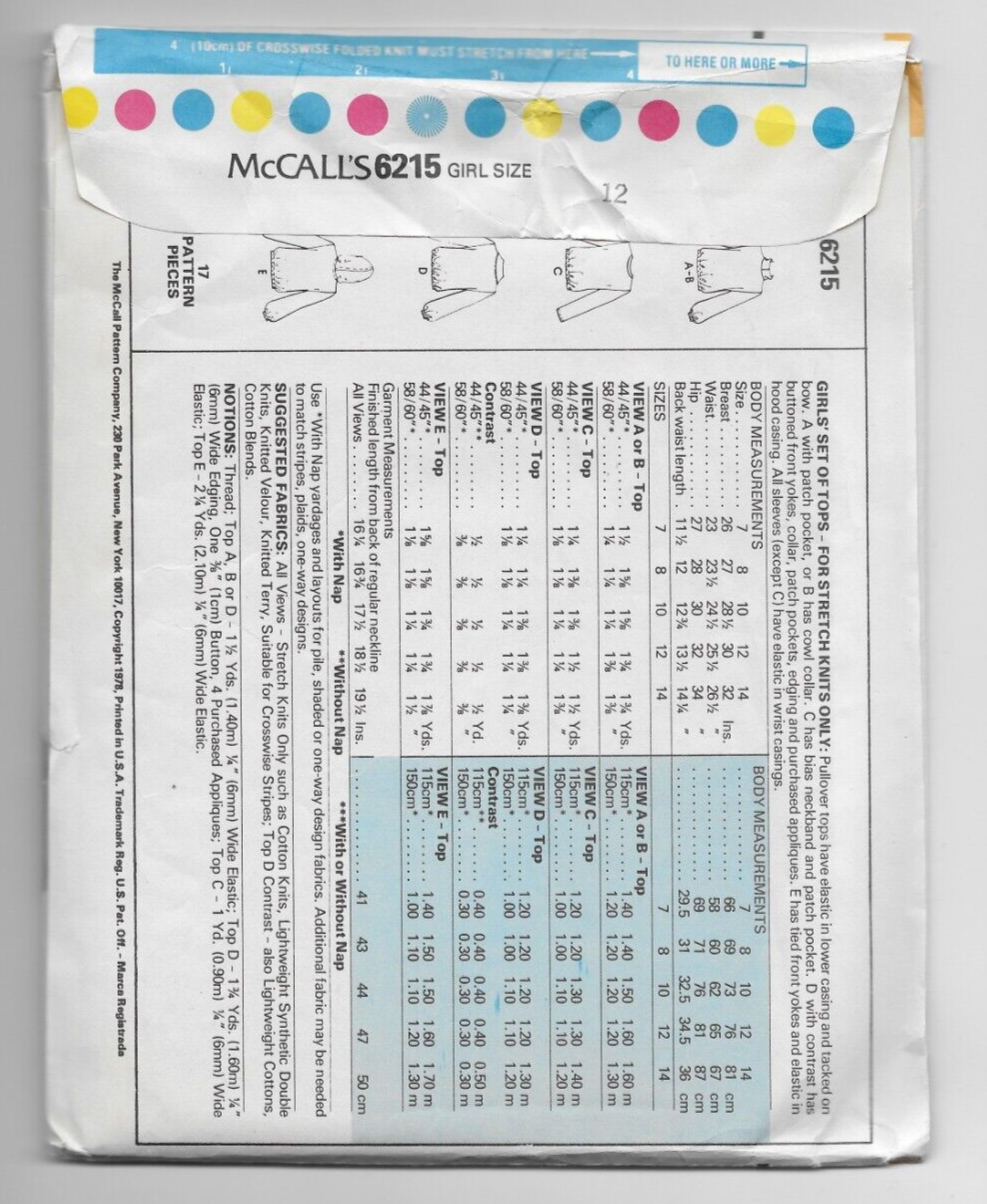 4" (10cm) OF CROSSWISE FOLDED KNIT MUST STRETCH FROM HERE
TO HERE OR MORE
1 2 3 4
McCALL'S 6215 GIRL SIZE
12
6215
A-B
C
D
E
17
PATTERN
PIECES
GIRLS' SET OF TOPS – FOR STRETCH KNITS ONLY: Pullover tops have elastic in lower casing and tacked on
bow. A with patch pocket, or B has cowl collar. C has bias neckband and patch pocket. D with contrast has
buttoned front yokes, collar, patch pockets, edging and purchased appliques. E has tied front yokes and elastic in
hood casing. All sleeves (except C) have elastic in wrist casings.
BODY MEASUREMENTS
Size . . . . . . . . 7 8 10 12 14
Breast . . . . . . . 26 27 28½ 30 32 Ins.
Waist . . . . . . . . 23 23½ 24½ 25½ 26½ "
Hip . . . . . . . . . 27 28 30 32 34 "
Back waist length . 11½ 12 12¾ 13½ 14¼ "
SIZES 7 8 10 12 14
VIEW A or B – Top
44/45"* . . . . . . 1½ 1⅝ 1⅝ 1¾ 1¾ Yds.
58/60"* . . . . . . 1¼ 1¼ 1¼ 1⅜ 1⅜ "
VIEW C – Top
44/45"* . . . . . . 1¼ 1⅜ 1⅜ 1½ 1½ Yds.
58/60"* . . . . . . 1⅛ 1⅛ 1¼ 1¼ 1⅜ "
VIEW D – Top
44/45"* . . . . . . 1¼ 1¼ 1⅜ 1⅜ 1⅜ Yds.
58/60"* . . . . . . 1⅛ 1⅛ 1¼ 1¼ 1¼ "
Contrast
44/45"** . . . . . ½ ½ ½ ½ ½ Yd.
58/60"* . . . . . . ⅜ ⅜ ⅜ ⅜ ⅜ "
VIEW E – Top
44/45"* . . . . . . 1⅝ 1⅝ 1¾ 1¾ 1⅞ Yds.
58/60"* . . . . . . 1⅛ 1⅛ 1¼ 1¼ 1½ "
Garment Measurements
Finished length from back of regular neckline
All Views . . . . . . 16¼ 16¾ 17½ 18½ 19½ Ins.
BODY MEASUREMENTS
. . . . . . . . 7 8 10 12 14
. . . . . . . . 66 69 73 76 81 cm
. . . . . . . . 58 60 62 65 67 cm
. . . . . . . . 69 71 76 81 87 cm
. . . . . . . . 29.5 31 32.5 34.5 36 cm
7 8 10 12 14
VIEW A or B – Top
115cm* . . . . . . 1.40 1.40 1.50 1.60 1.60 m
150cm* . . . . . . 1.20 1.20 1.20 1.20 1.30 m
VIEW C – Top
115cm* . . . . . . 1.20 1.20 1.30 1.30 1.40 m
150cm* . . . . . . 1.00 1.10 1.10 1.10 1.20 m
VIEW D – Top
115cm* . . . . . . 1.20 1.20 1.20 1.20 1.30 m
150cm* . . . . . . 1.00 1.00 1.10 1.10 1.20 m
Contrast
115cm** . . . . . 0.40 0.40 0.40 0.40 0.50 m
150cm* . . . . . . 0.30 0.30 0.30 0.30 0.30 m
VIEW E – Top
115cm* . . . . . . 1.40 1.50 1.50 1.60 1.70 m
150cm* . . . . . . 1.00 1.10 1.10 1.20 1.30 m
. . . . . . . . 41 43 44 47 50 cm
*With Nap **Without Nap ***With or Without Nap
Use *With Nap yardages and layouts for pile, shaded or one-way design fabrics. Additional fabric may be needed
to match stripes, plaids, one-way designs.
SUGGESTED FABRICS: All Views – Stretch Knits Only such as Cotton Knits, Lightweight Synthetic Double
Knits, Knitted Velour, Knitted Terry, Suitable for Crosswise Stripes; Top D Contrast – also Lightweight Cottons,
Cotton Blends.
NOTIONS: Thread; Top A, B or D – 1½ Yds. (1.40m) ¼" (6mm) Wide Elastic; Top D – 1¾ Yds. (1.60m) ¼"
(6mm) Wide Edging, One ⅜" (1cm) Button, 4 Purchased Appliques; Top C – 1 Yd. (0.90m) ¼" (6mm) Wide
Elastic; Top E – 2¼ Yds. (2.10m) ¼" (6mm) Wide Elastic.
The McCall Pattern Company, 230 Park Avenue, New York 10017, Copyright 1978, Printed in U.S.A. Trademark Reg. U.S. Pat. Off. – Marca Registrada